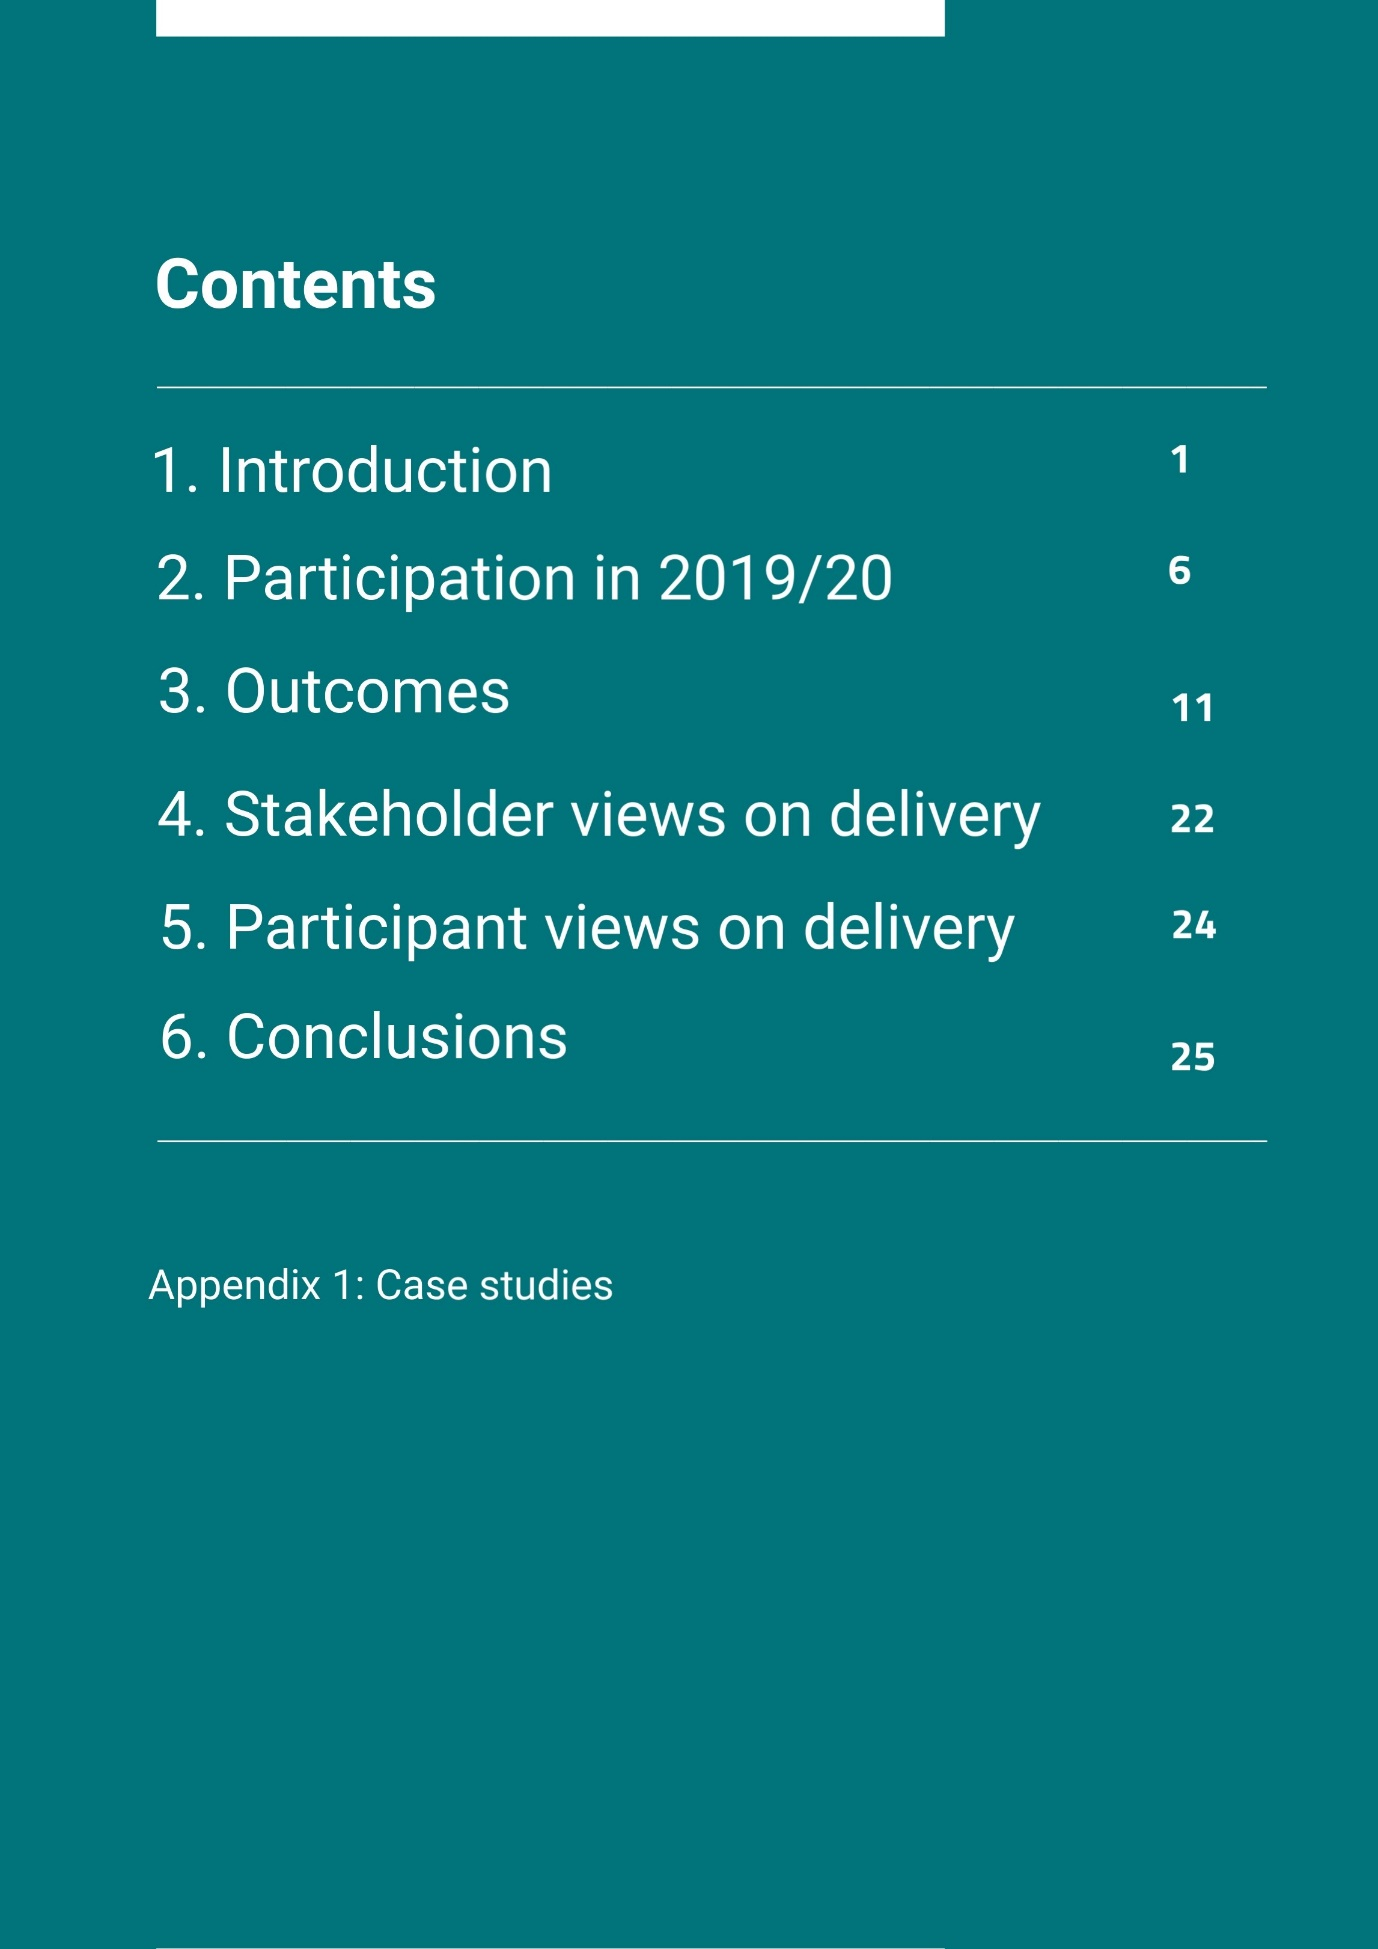 Contents
1. Introduction 1
2. Participation in 2019/20 6
3. Outcomes 11
4. Stakeholder views on delivery 22
5. Participant views on delivery 24
6. Conclusions 25
Appendix 1: Case studies